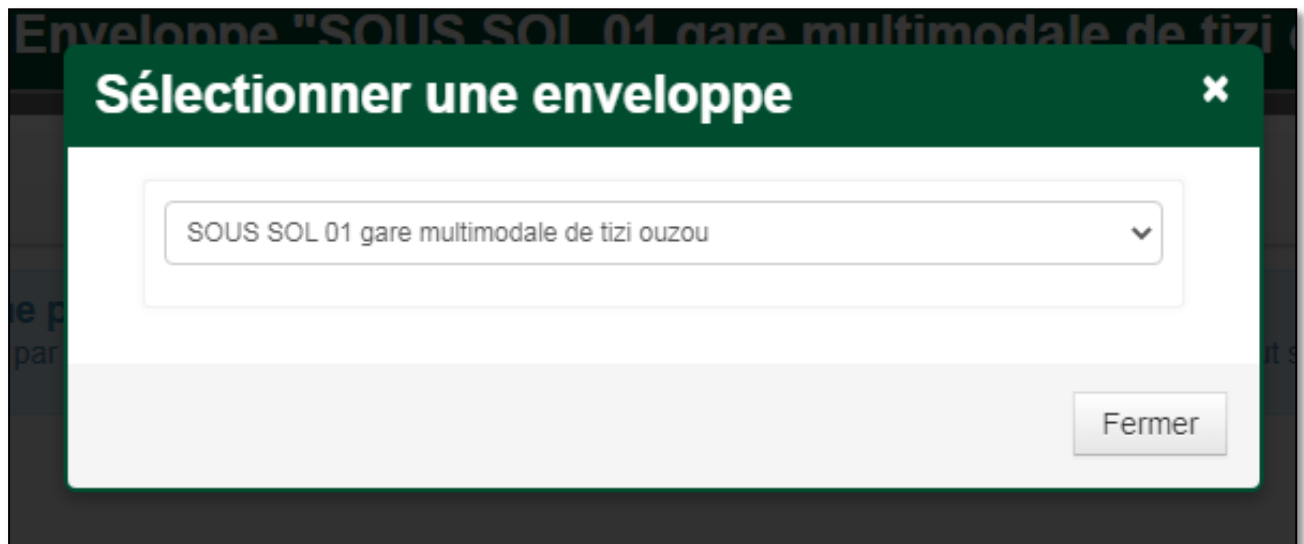 Enveloppe "SOUS SOL 01 gare multimodale de tizi
Sélectionner une enveloppe
SOUS SOL 01 gare multimodale de tizi ouzou
par
Fermer